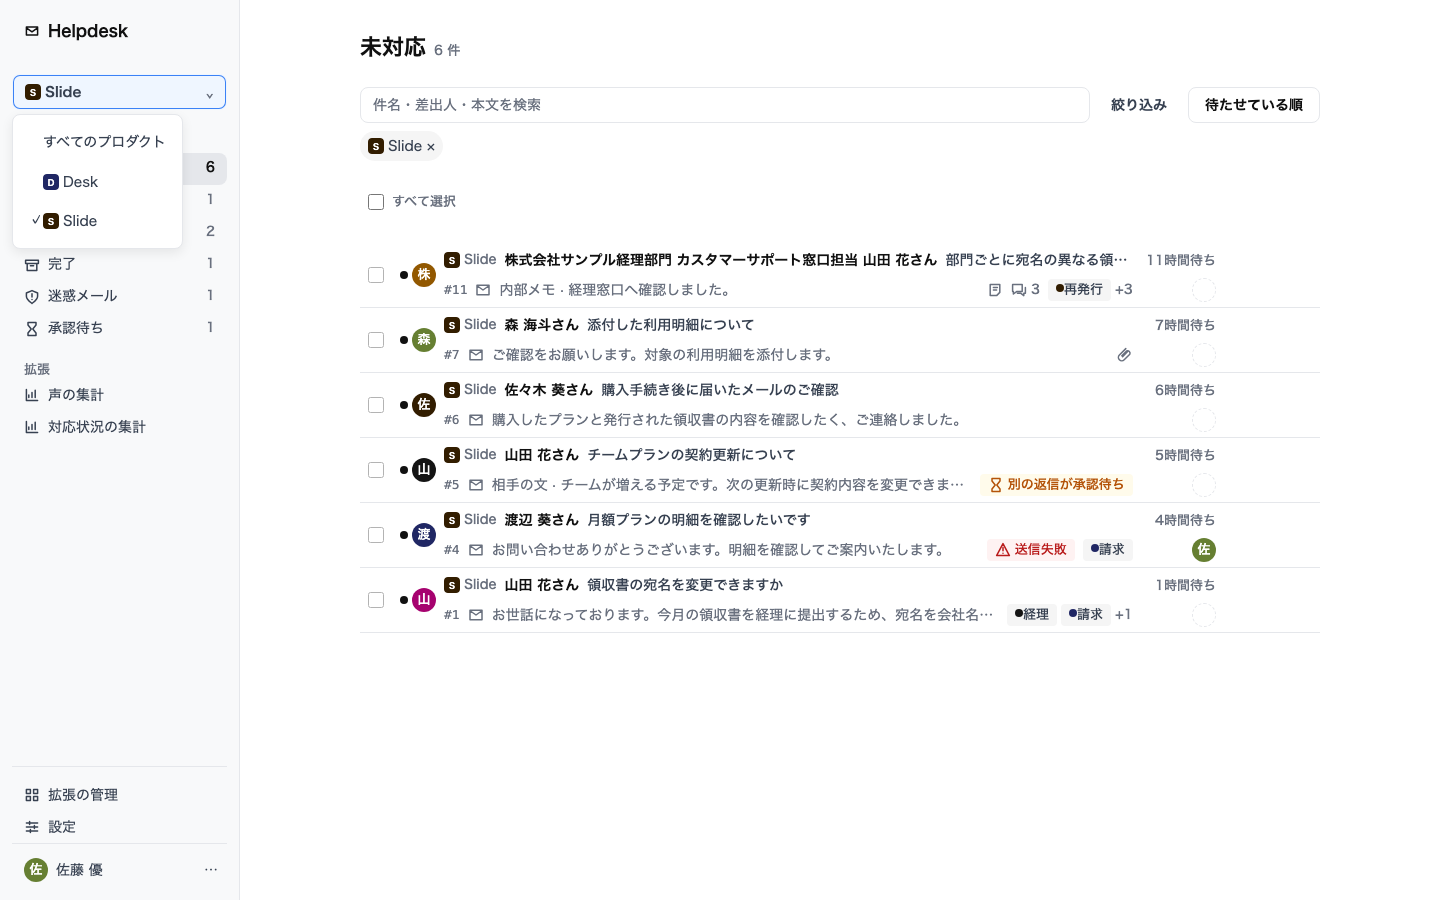 Helpdesk
S Slide
すべてのプロダクト
D Desk
✓ S Slide
6
1
2
完了 1
迷惑メール 1
承認待ち 1
拡張
声の集計
対応状況の集計
拡張の管理
設定
佐 佐藤 優 …
未対応 6 件
件名・差出人・本文を検索 絞り込み 待たせている順
S Slide ×
すべて選択
株 S Slide 株式会社サンプル経理部門 カスタマーサポート窓口担当 山田 花さん 部門ごとに宛名の異なる領… 11時間待ち
#11 内部メモ · 経理窓口へ確認しました。 3 再発行 +3
森 S Slide 森 海斗さん 添付した利用明細について 7時間待ち
#7 ご確認をお願いします。対象の利用明細を添付します。
佐 S Slide 佐々木 葵さん 購入手続き後に届いたメールのご確認 6時間待ち
#6 購入したプランと発行された領収書の内容を確認したく、ご連絡しました。
山 S Slide 山田 花さん チームプランの契約更新について 5時間待ち
#5 相手の文 · チームが増える予定です。次の更新時に契約内容を変更できま… 別の返信が承認待ち
渡 S Slide 渡辺 葵さん 月額プランの明細を確認したいです 4時間待ち
#4 お問い合わせありがとうございます。明細を確認してご案内いたします。 送信失敗 請求 佐
山 S Slide 山田 花さん 領収書の宛名を変更できますか 1時間待ち
#1 お世話になっております。今月の領収書を経理に提出するため、宛名を会社名… 経理 請求 +1